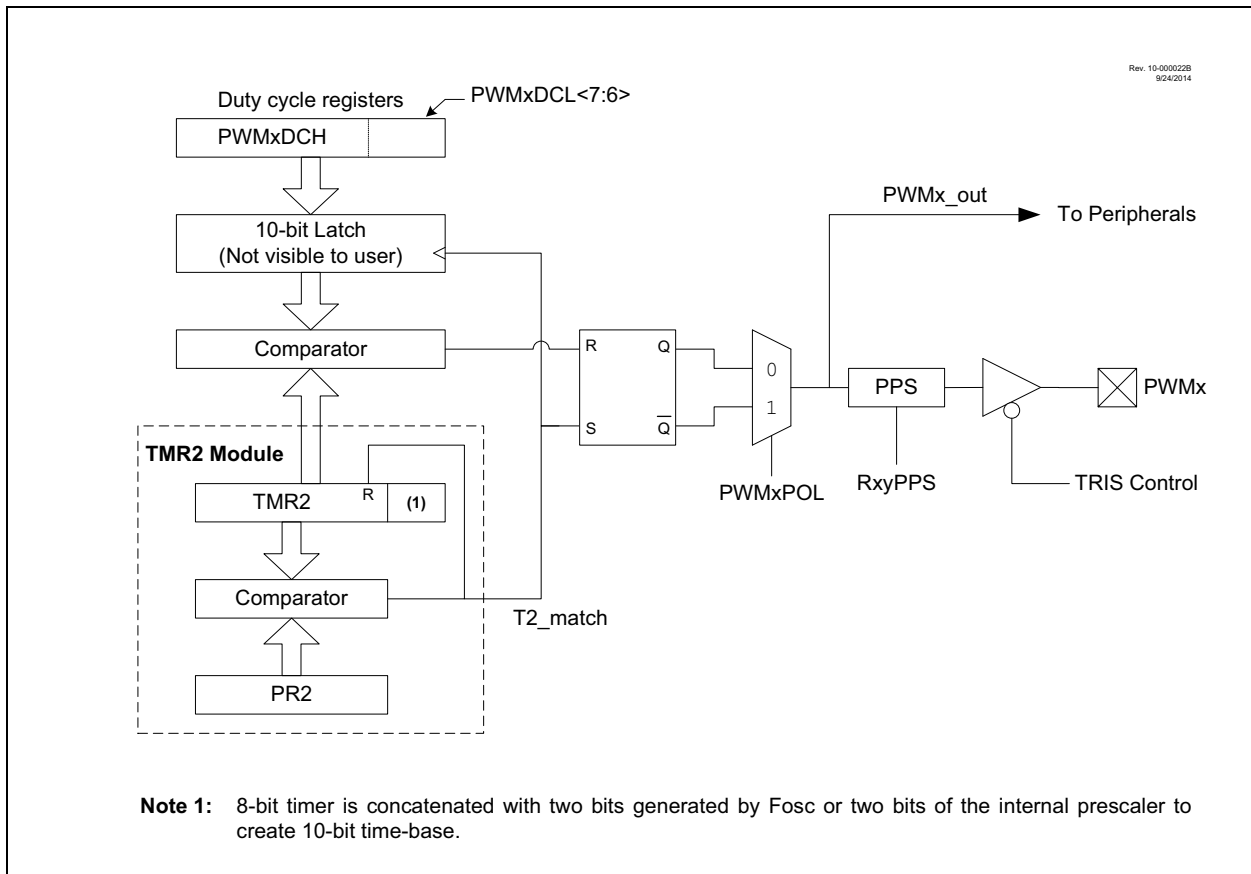 Rev. 10-000022B
9/24/2014
Duty cycle registers
PWMxDCL<7:6>
PWMxDCH
10-bit Latch
(Not visible to user)
Comparator
PWMx_out
To Peripherals
R
Q
S
Q
0
1
PPS
PWMx
PWMxPOL
RxyPPS
TRIS Control
TMR2 Module
R
TMR2
(1)
Comparator
T2_match
PR2
Note 1: 8-bit timer is concatenated with two bits generated by Fosc or two bits of the internal prescaler to
create 10-bit time-base.